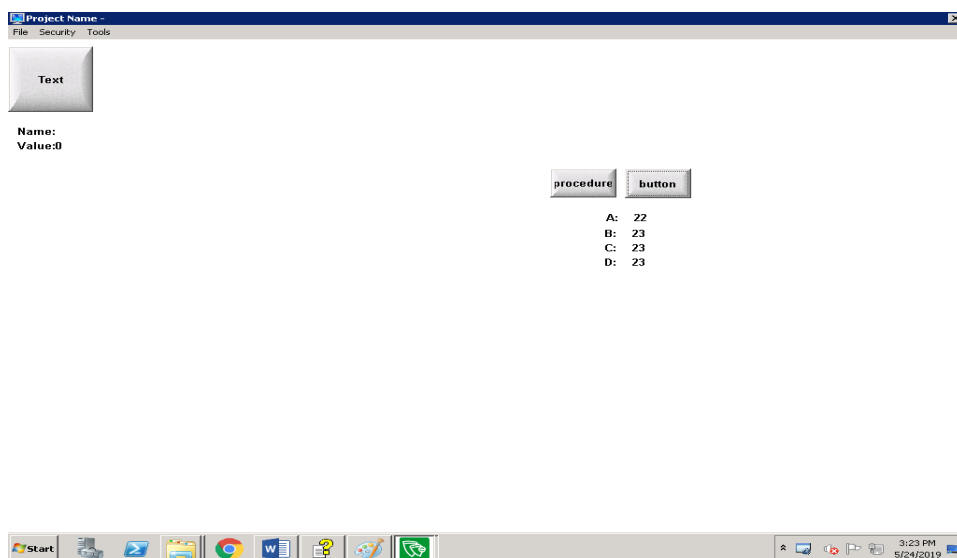 Project Name -
File Security Tools
Text
Name:
Value:0
procedure button
A: 22
B: 23
C: 23
D: 23
Start
3:23 PM
5/24/2019